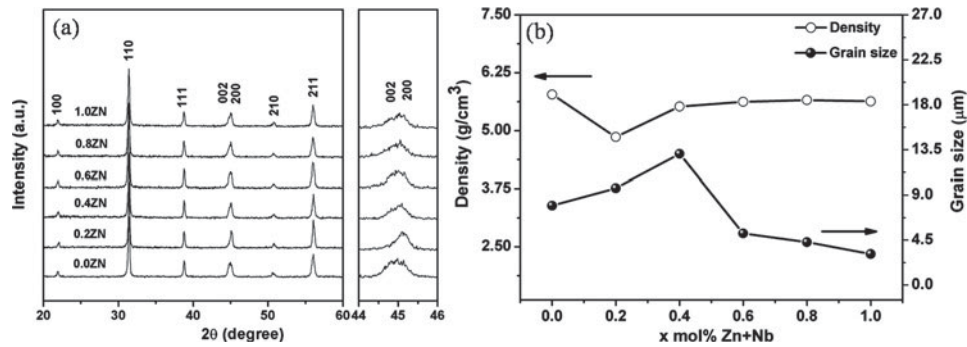 (a)
Intensity (a.u.)
100
110
111
002
200
210
211
002
200
1.0ZN
0.8ZN
0.6ZN
0.4ZN
0.2ZN
0.0ZN
20 30 40 50 60 44 45 46
2θ (degree)
(b)
Density
Grain size
Density (g/cm³)
7.50
6.25
5.00
3.75
2.50
Grain size (μm)
27.0
22.5
18.0
13.5
9.0
4.5
0.0
0.0 0.2 0.4 0.6 0.8 1.0
x mol% Zn+Nb